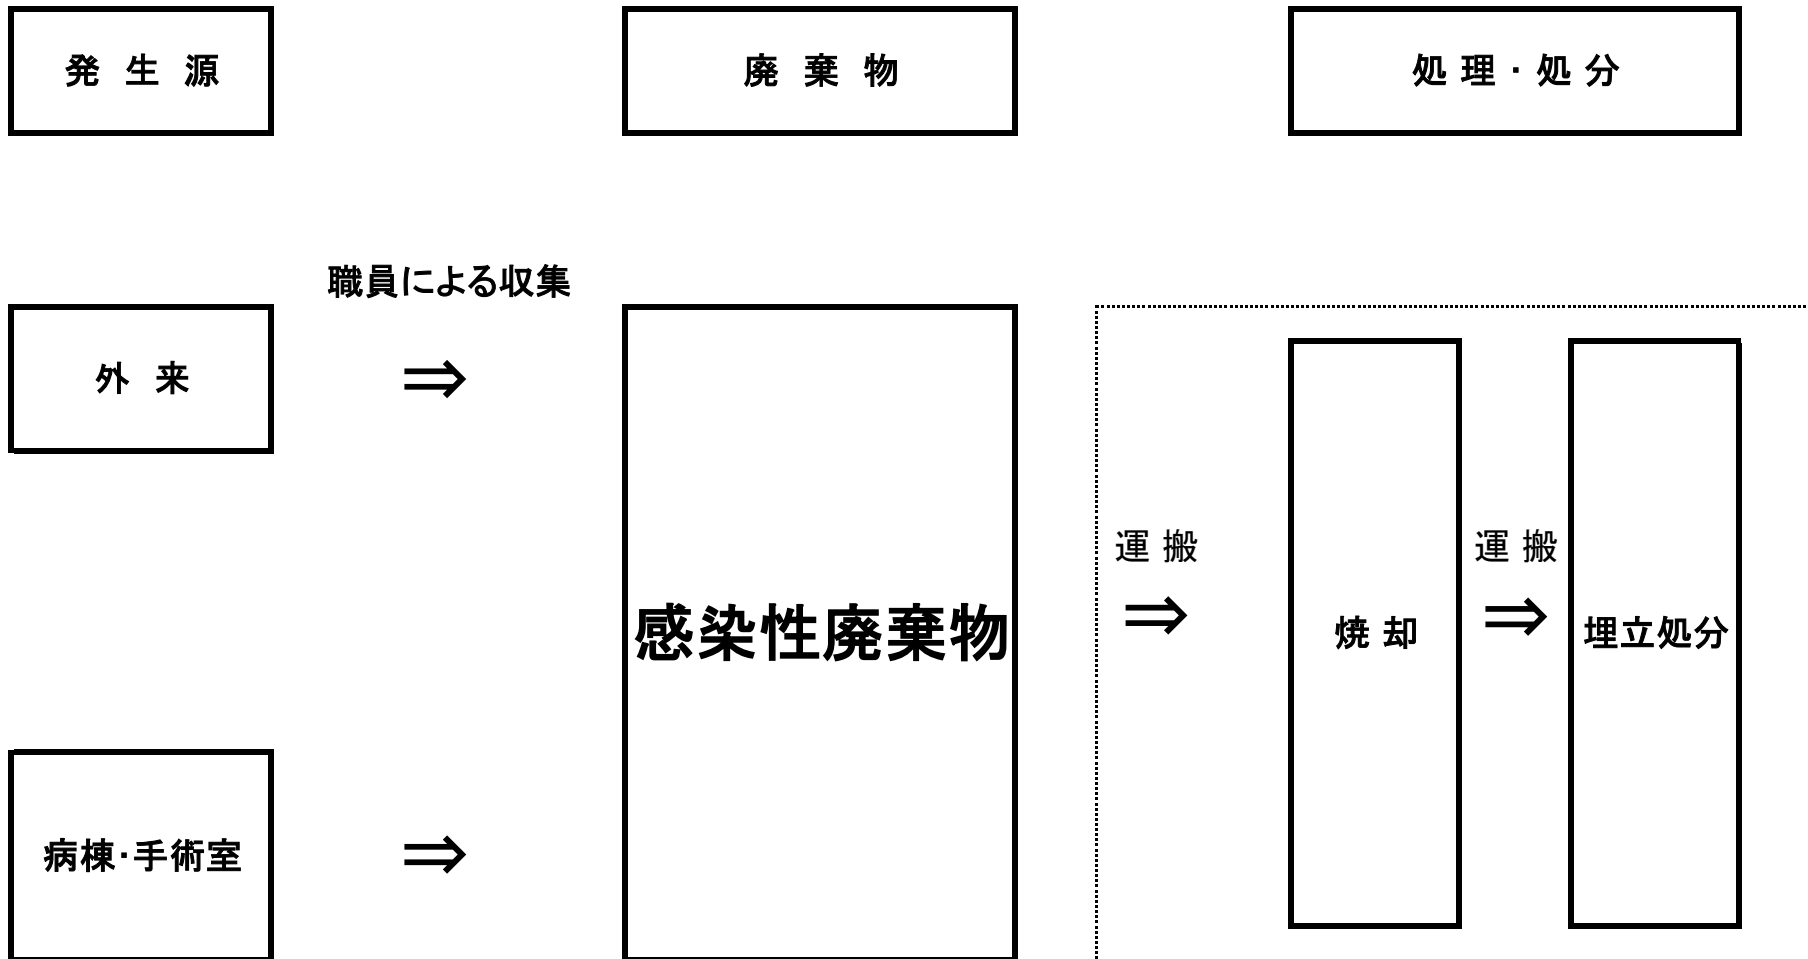 発 生 源
廃 棄 物
処 理 ・ 処 分
職員による収集
外 来
⇒
感染性廃棄物
運 搬
⇒
焼 却
運 搬
⇒
埋立処分
病棟・手術室
⇒